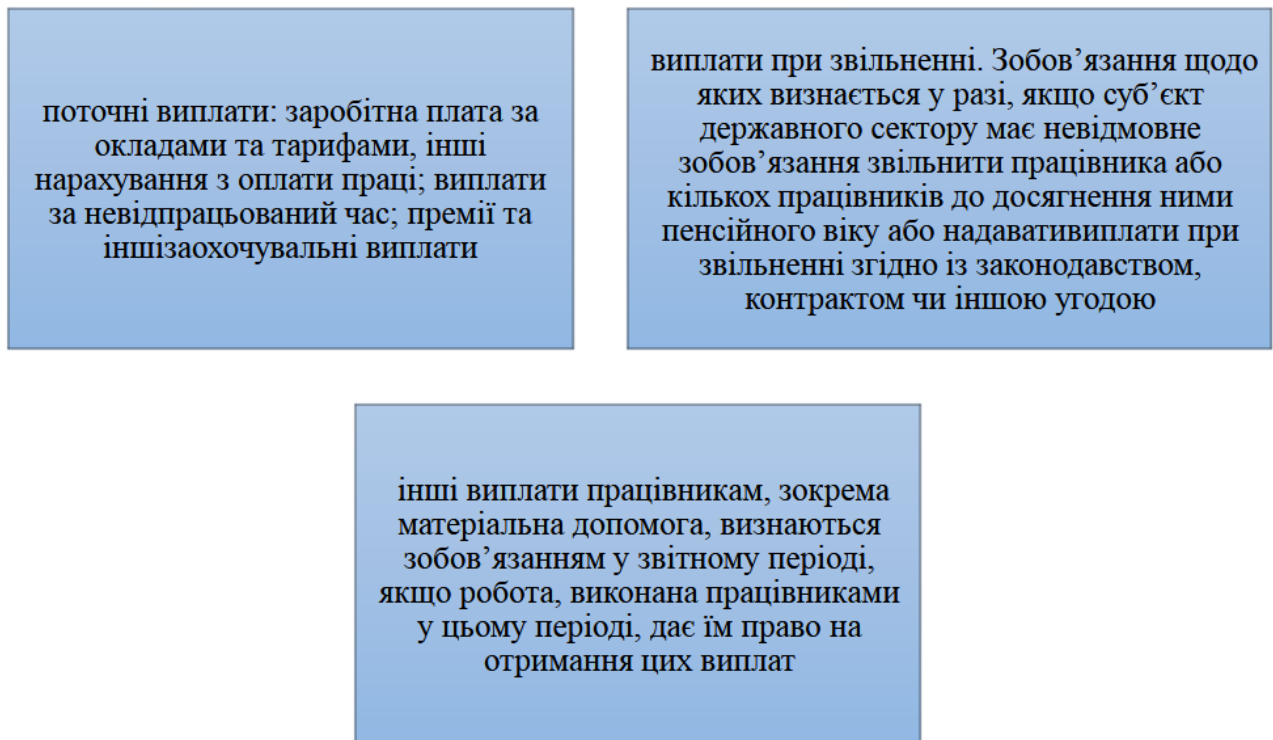 поточні виплати: заробітна плата за
окладами та тарифами, інші
нарахування з оплати праці; виплати
за невідпрацьований час; премії та
іншізаохочувальні виплати
виплати при звільненні. Зобов’язання щодо
яких визнається у разі, якщо суб’єкт
державного сектору має невідмовне
зобов’язання звільнити працівника або
кількох працівників до досягнення ними
пенсійного віку або надавативиплати при
звільненні згідно із законодавством,
контрактом чи іншою угодою
інші виплати працівникам, зокрема
матеріальна допомога, визнаються
зобов’язанням у звітному періоді,
якщо робота, виконана працівниками
у цьому періоді, дає їм право на
отримання цих виплат